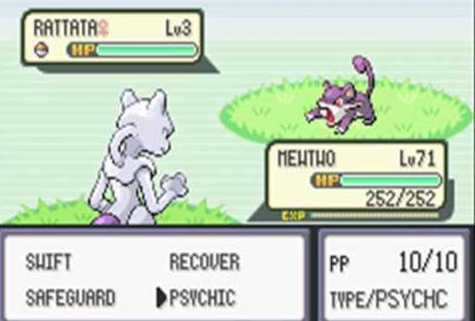 RATTATA♀ Lv3
HP
MEWTWO Lv71
HP
252/252
EXP
SWIFT RECOVER
SAFEGUARD ▶PSYCHIC
PP 10/10
TYPE/PSYCHC